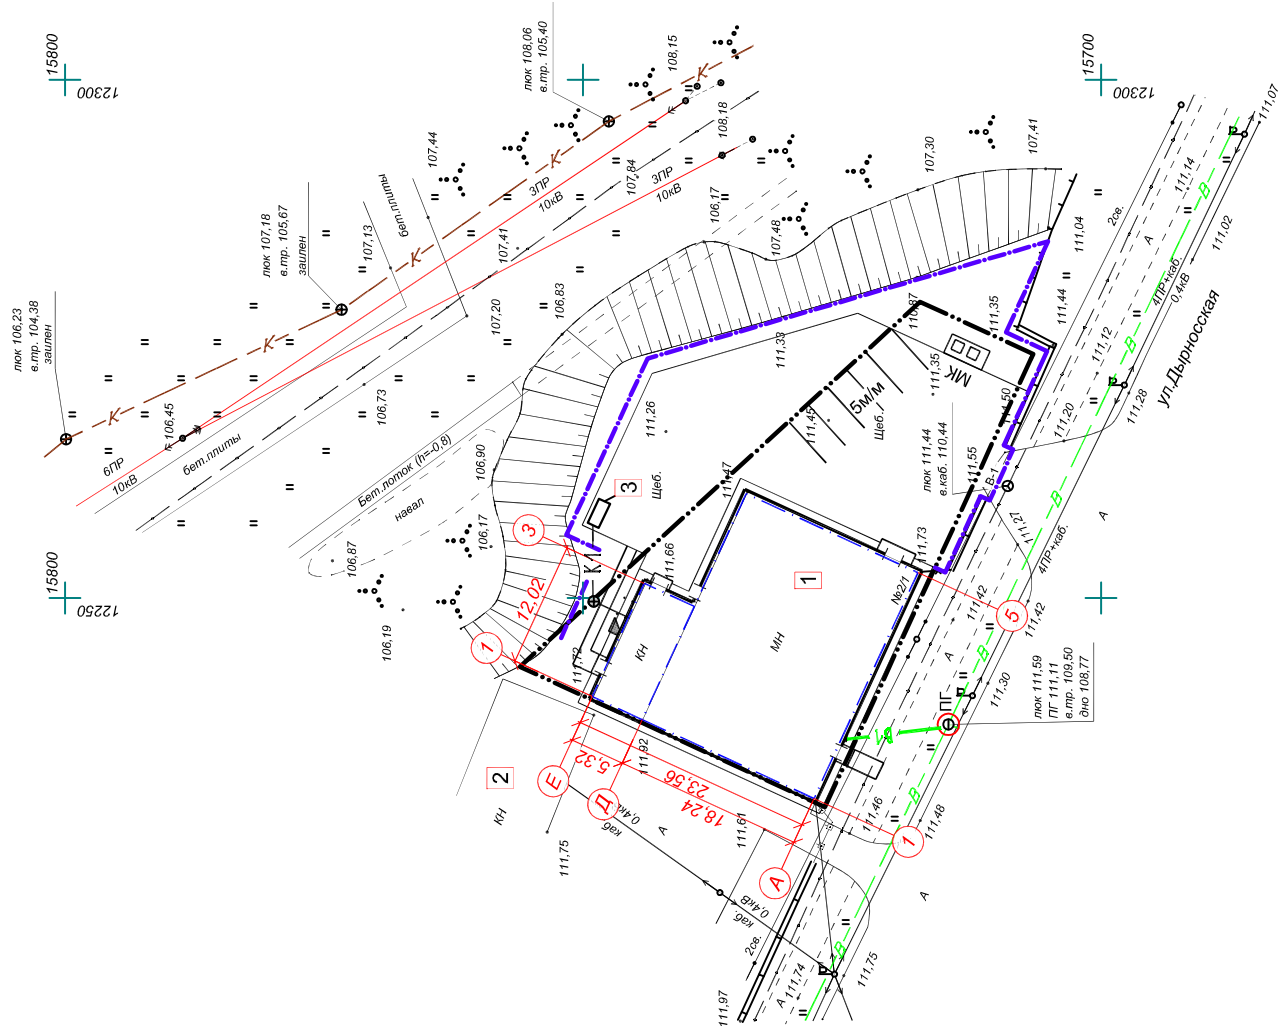 15800
12300
15700
12300
15800
12250
люк 108,06
в.тр. 105,40
108,15
К
К
108,18
3ПР
10кВ
107,84
3ПР
10кВ
106,17
107,44
бет.плиты
107,13
107,41
К
107,20
106,83
107,48
107,30
107,41
люк 107,18
в.тр. 105,67
заилен
люк 106,23
в.тр. 104,38
заилен
К
К
106,45
6ПР
10кВ
бет.плиты
106,73
Бет.лоток (h=-0,8)
навал
106,90
106,17
106,87
106,19
111,07
111,14
В
2св.
А
111,02
111,04
4ПР+каб.
0.4кВ
111,44
111,12
В
ул.Дырносская
111,28
111,20
110,87
111,35
111,35
МК
111,50
5м/м
Щеб.
111,45
111,33
111,26
Щеб.
111,47
3
люк 111,44
в.каб. 110,44
111,55
В-1
111,27
В
4ПР+каб.
А
111,73
№2/1
111,42
111,42
5
3
КЛ
111,66
12,02
1
111,72
КН
1
МН
А
В
111,30
люк 111,59
ПГ 111,11
в.тр. 109,50
дно 108,77
ПГ
В1
111,92
5,32
23,56
18,24
Е
Д
А
1
2
КН
0,4кВ
каб.
А
111,75
111,61
111,46
111,48
В
А
0,4кВ
каб.
2св.
В
111,74
А
111,75
111,97